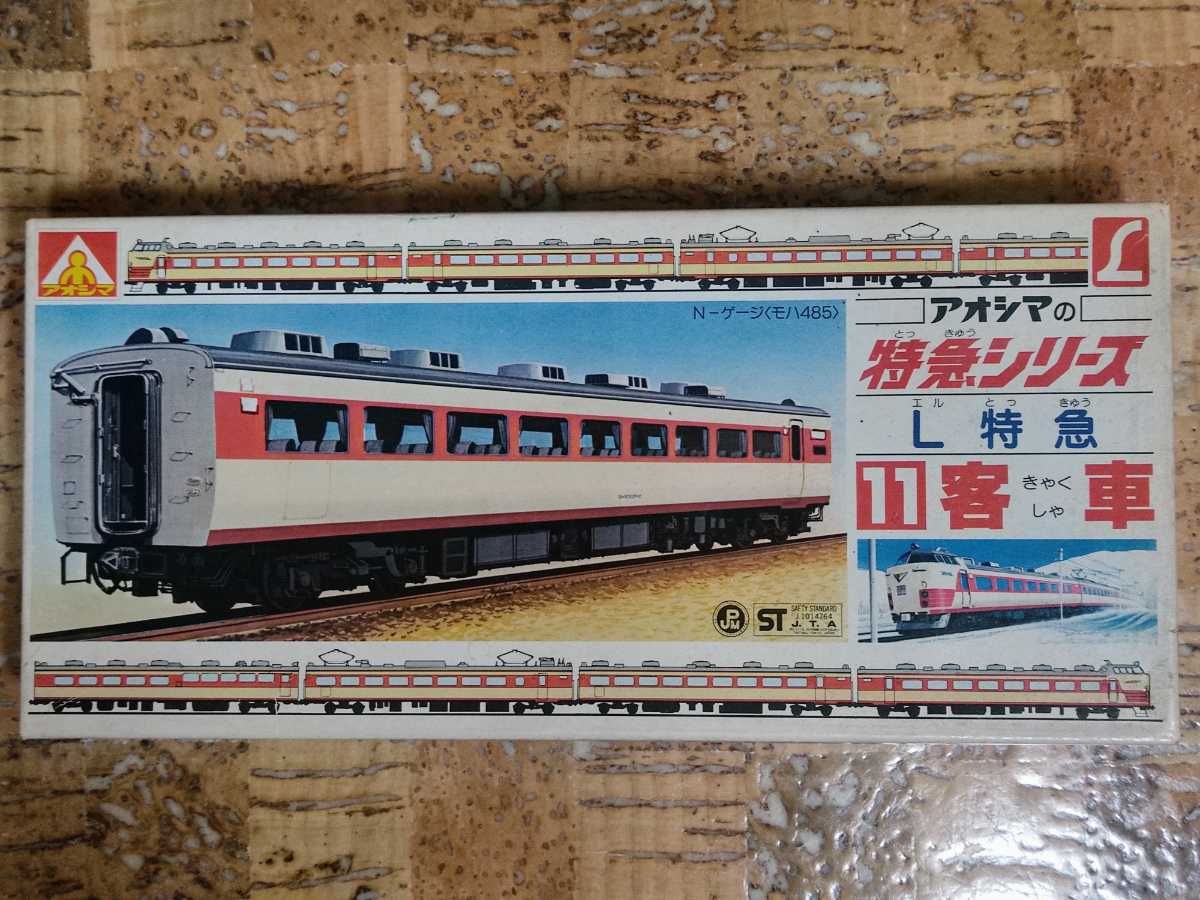 アオシマ
L
N-ゲージ〈モハ485〉
アオシマの
とっ きゅう
特急シリーズ
エル とっ きゅう
L特急
11 客車
きゃく
しゃ
JPM
ST
SAFTY STANDARD
J.T.A